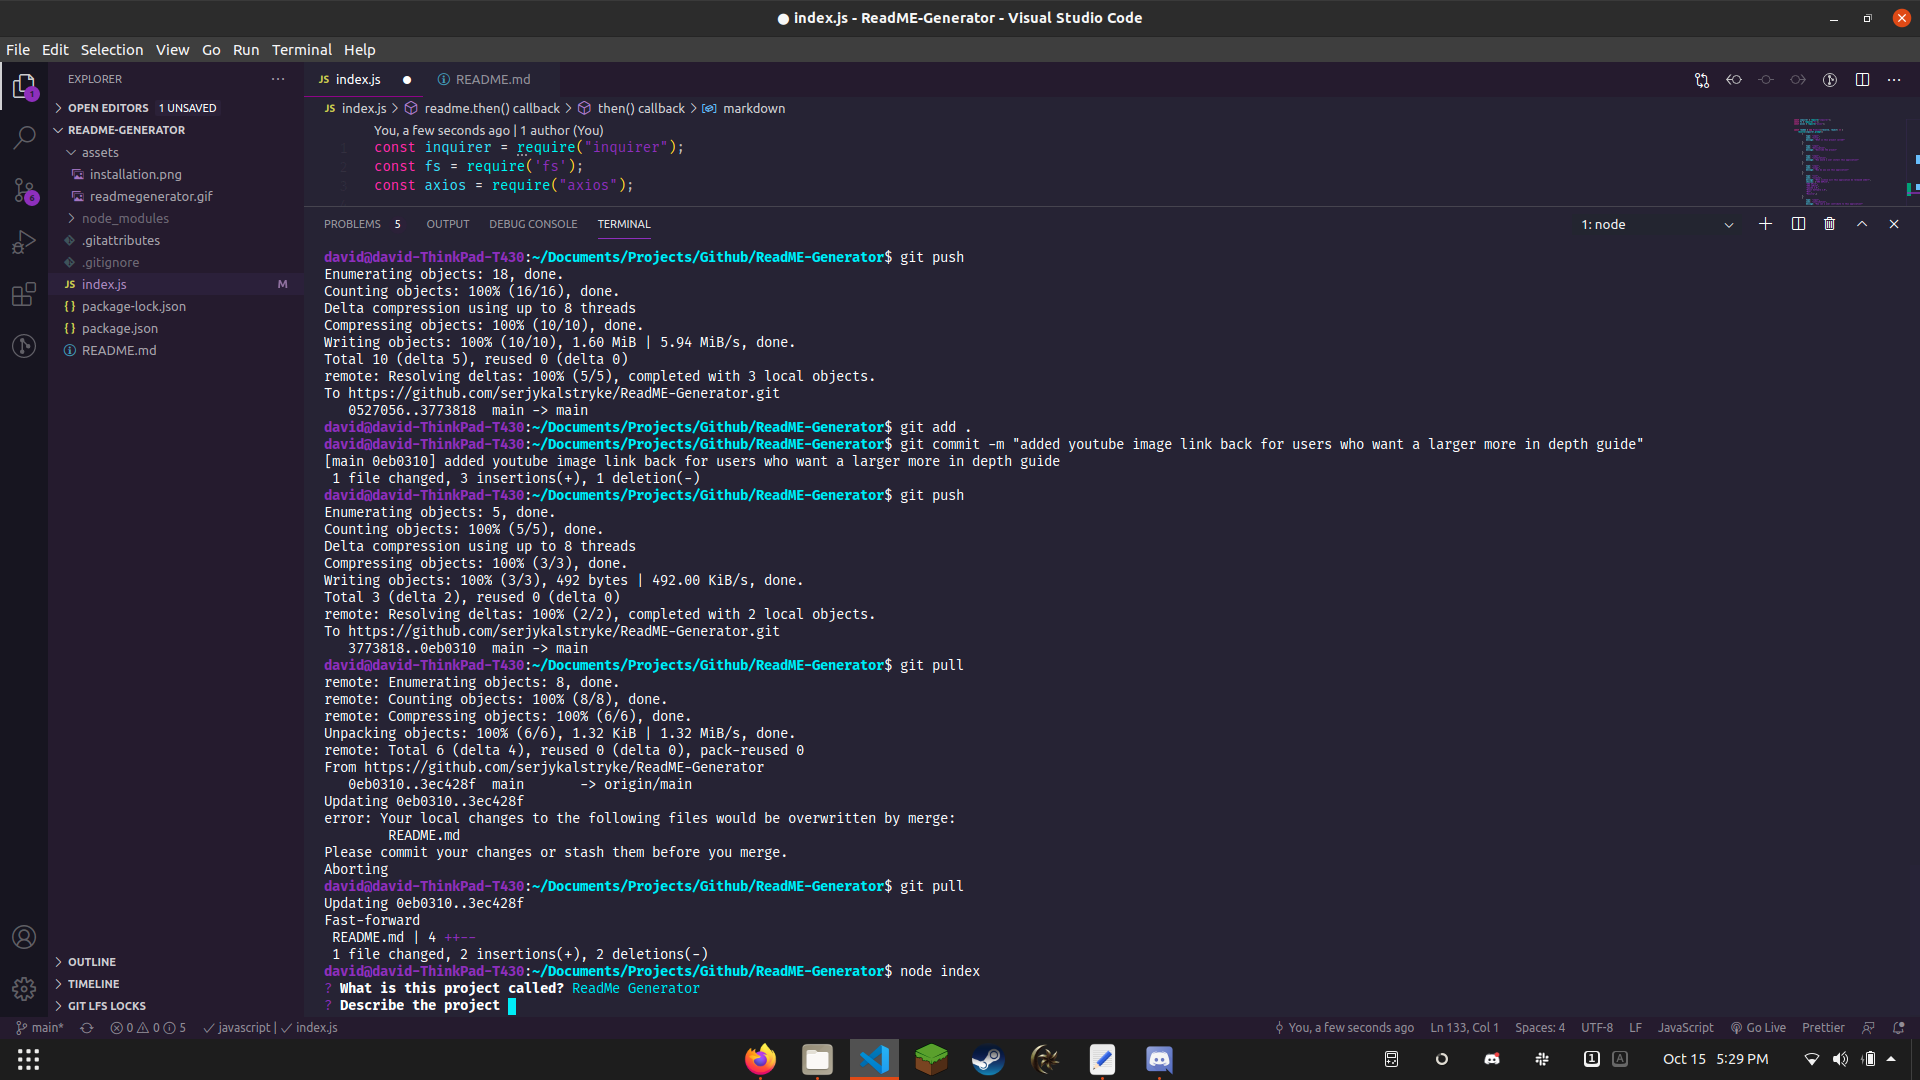 ● index.js - ReadME-Generator - Visual Studio Code
File Edit Selection View Go Run Terminal Help
EXPLORER
OPEN EDITORS 1 UNSAVED
README-GENERATOR
assets
installation.png
readmegenerator.gif
node_modules
.gitattributes
.gitignore
JS index.js M
{} package-lock.json
{} package.json
README.md
OUTLINE
TIMELINE
GIT LFS LOCKS
1
6
JS index.js ● README.md
JS index.js > readme.then() callback > then() callback > markdown
You, a few seconds ago | 1 author (You)
const inquirer = require("inquirer");
const fs = require('fs');
const axios = require("axios");
PROBLEMS 5 OUTPUT DEBUG CONSOLE TERMINAL 1: node
david@david-ThinkPad-T430:~/Documents/Projects/Github/ReadME-Generator$ git push
Enumerating objects: 18, done.
Counting objects: 100% (16/16), done.
Delta compression using up to 8 threads
Compressing objects: 100% (10/10), done.
Writing objects: 100% (10/10), 1.60 MiB | 5.94 MiB/s, done.
Total 10 (delta 5), reused 0 (delta 0)
remote: Resolving deltas: 100% (5/5), completed with 3 local objects.
To https://github.com/serjykalstryke/ReadME-Generator.git
0527056..3773818 main -> main
david@david-ThinkPad-T430:~/Documents/Projects/Github/ReadME-Generator$ git add .
david@david-ThinkPad-T430:~/Documents/Projects/Github/ReadME-Generator$ git commit -m "added youtube image link back for users who want a larger more in depth guide"
[main 0eb0310] added youtube image link back for users who want a larger more in depth guide
1 file changed, 3 insertions(+), 1 deletion(-)
david@david-ThinkPad-T430:~/Documents/Projects/Github/ReadME-Generator$ git push
Enumerating objects: 5, done.
Counting objects: 100% (5/5), done.
Delta compression using up to 8 threads
Compressing objects: 100% (3/3), done.
Writing objects: 100% (3/3), 492 bytes | 492.00 KiB/s, done.
Total 3 (delta 2), reused 0 (delta 0)
remote: Resolving deltas: 100% (2/2), completed with 2 local objects.
To https://github.com/serjykalstryke/ReadME-Generator.git
3773818..0eb0310 main -> main
david@david-ThinkPad-T430:~/Documents/Projects/Github/ReadME-Generator$ git pull
remote: Enumerating objects: 8, done.
remote: Counting objects: 100% (8/8), done.
remote: Compressing objects: 100% (6/6), done.
Unpacking objects: 100% (6/6), 1.32 KiB | 1.32 MiB/s, done.
remote: Total 6 (delta 4), reused 0 (delta 0), pack-reused 0
From https://github.com/serjykalstryke/ReadME-Generator
0eb0310..3ec428f main -> origin/main
Updating 0eb0310..3ec428f
error: Your local changes to the following files would be overwritten by merge:
README.md
Please commit your changes or stash them before you merge.
Aborting
david@david-ThinkPad-T430:~/Documents/Projects/Github/ReadME-Generator$ git pull
Updating 0eb0310..3ec428f
Fast-forward
README.md | 4 ++--
1 file changed, 2 insertions(+), 2 deletions(-)
david@david-ThinkPad-T430:~/Documents/Projects/Github/ReadME-Generator$ node index
? What is this project called? ReadMe Generator
? Describe the project
main* 0 0 5 javascript | index.js You, a few seconds ago Ln 133, Col 1 Spaces: 4 UTF-8 LF JavaScript Go Live Prettier
1 A Oct 15 5:29 PM